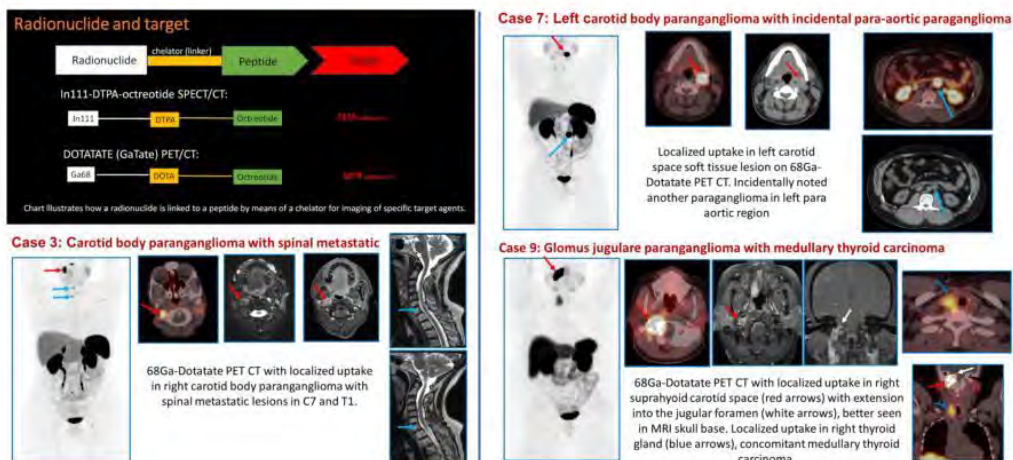 Radionuclide and target
Radionuclide
chelator (linker)
Peptide
In111-DTPA-octreotide SPECT/CT:
In111
DTPA
Octreotide
DOTATATE (GaTate) PET/CT:
Ga68
DOTA
Octreotide
Chart Illustrates how a radionuclide is linked to a peptide by means of a chelator for imaging of specific target agents.
Case 3: Carotid body paranganglioma with spinal metastatic
68Ga-Dotatate PET CT with localized uptake
in right carotid body paranganglioma with
spinal metastatic lesions in C7 and T1.
Case 7: Left carotid body paranganglioma with incidental para-aortic paraganglioma
Localized uptake in left carotid
space soft tissue lesion on 68Ga-
Dotatate PET CT. Incidentally noted
another paraganglioma in left para
aortic region
Case 9: Glomus jugulare paranganglioma with medullary thyroid carcinoma
68Ga-Dotatate PET CT with localized uptake in right
suprahyoid carotid space (red arrows) with extension
into the jugular foramen (white arrows), better seen
in MRI skull base. Localized uptake in right thyroid
gland (blue arrows), concomitant medullary thyroid
carcinoma